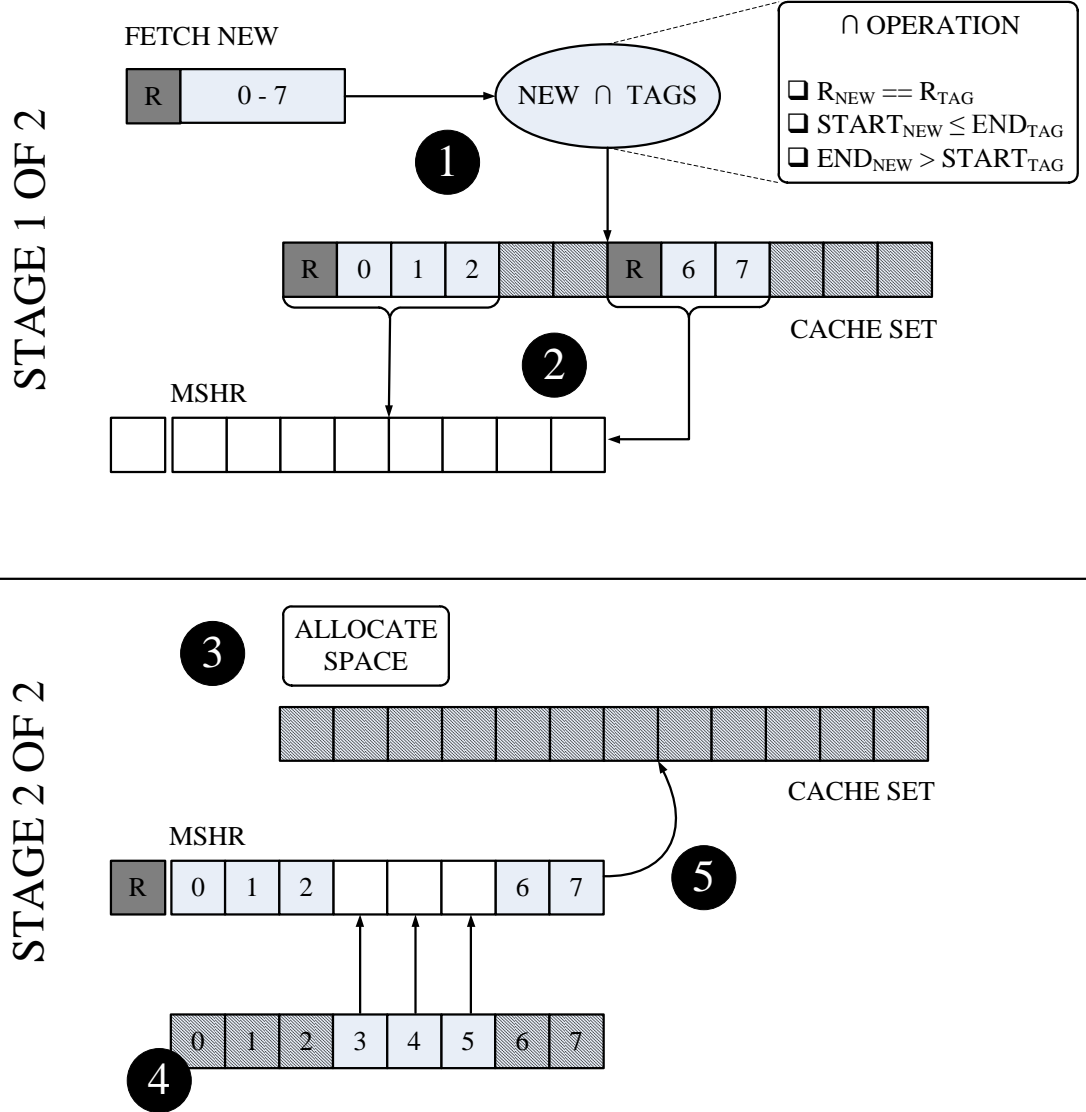 STAGE 1 OF 2
FETCH NEW
R 0 - 7
NEW ∩ TAGS
∩ OPERATION
❑ R_NEW == R_TAG
❑ START_NEW ≤ END_TAG
❑ END_NEW > START_TAG
1
R 0 1 2 R 6 7
CACHE SET
2
MSHR
STAGE 2 OF 2
3
ALLOCATE
SPACE
CACHE SET
MSHR
R 0 1 2 6 7
5
0 1 2 3 4 5 6 7
4